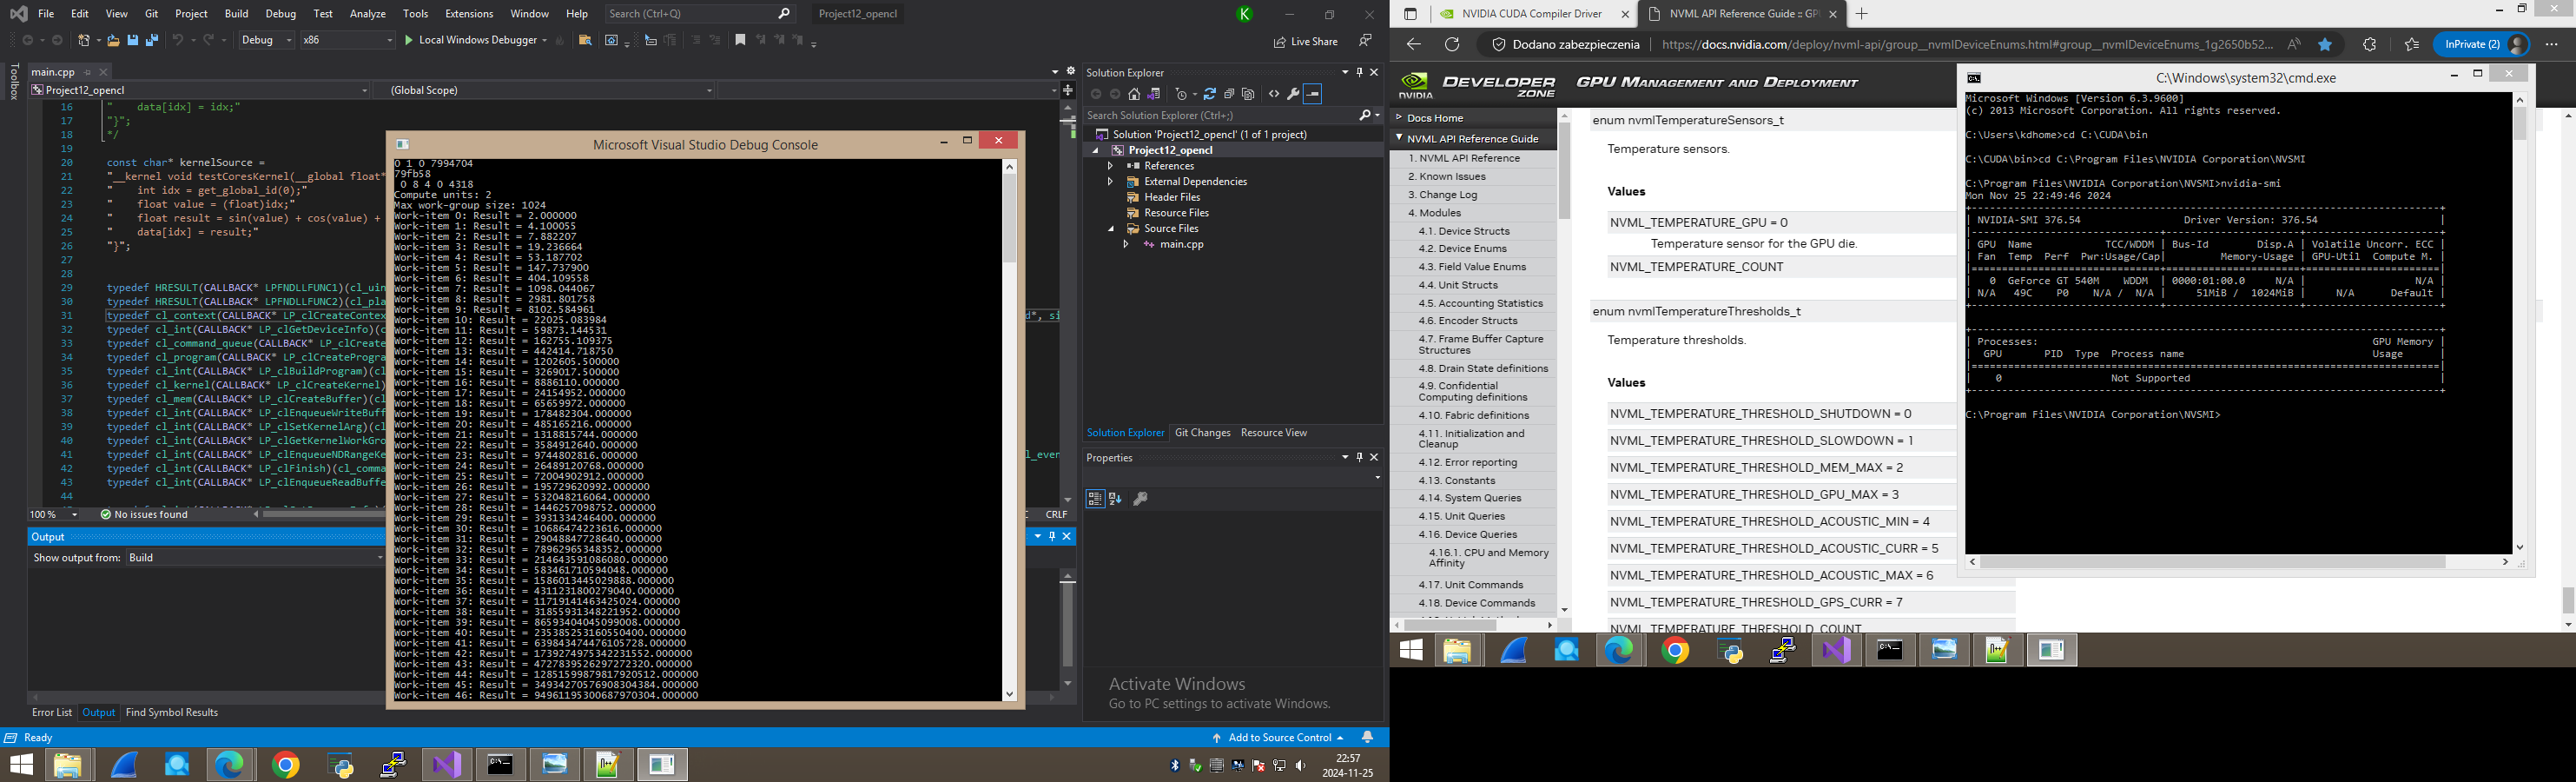 File Edit View Git Project Build Debug Test Analyze Tools Extensions Window Help Search (Ctrl+Q) Project12_opencl
K
Debug x86 Local Windows Debugger Live Share
Toolbox
main.cpp
Project12_opencl (Global Scope)
16 " data[idx] = idx;"
17 "}";
18 */
19
20 const char* kernelSource =
21 "__kernel void testCoresKernel(__global float*
22 " int idx = get_global_id(0);"
23 " float value = (float)idx;"
24 " float result = sin(value) + cos(value) +
25 " data[idx] = result;"
26 "}";
27
28
29 typedef HRESULT(CALLBACK* LPFNDLLFUNC1)(cl_uin
30 typedef HRESULT(CALLBACK* LPFNDLLFUNC2)(cl_pla
31 typedef cl_context(CALLBACK* LP_clCreateContex d*, si
32 typedef cl_int(CALLBACK* LP_clGetDeviceInfo)(c
33 typedef cl_command_queue(CALLBACK* LP_clCreate
34 typedef cl_program(CALLBACK* LP_clCreateProgra
35 typedef cl_int(CALLBACK* LP_clBuildProgram)(cl
36 typedef cl_kernel(CALLBACK* LP_clCreateKernel)
37 typedef cl_mem(CALLBACK* LP_clCreateBuffer)(cl
38 typedef cl_int(CALLBACK* LP_clEnqueueWriteBuff
39 typedef cl_int(CALLBACK* LP_clSetKernelArg)(cl
40 typedef cl_int(CALLBACK* LP_clGetKernelWorkGro
41 typedef cl_int(CALLBACK* LP_clEnqueueNDRangeKe l_even
42 typedef cl_int(CALLBACK* LP_clFinish)(cl_comma
43 typedef cl_int(CALLBACK* LP_clEnqueueReadBuffe
44
100 % No issues found CRLF
Output
Show output from: Build
Error List Output Find Symbol Results
Ready Add to Source Control
Microsoft Visual Studio Debug Console
0 1 0 7994704
79fb58
0 8 4 0 4318
Compute units: 2
Max work-group size: 1024
Work-item 0: Result = 2.000000
Work-item 1: Result = 4.100055
Work-item 2: Result = 7.882207
Work-item 3: Result = 19.236664
Work-item 4: Result = 53.187702
Work-item 5: Result = 147.737900
Work-item 6: Result = 404.109558
Work-item 7: Result = 1098.044067
Work-item 8: Result = 2981.801758
Work-item 9: Result = 8102.584961
Work-item 10: Result = 22025.083984
Work-item 11: Result = 59873.144531
Work-item 12: Result = 162755.109375
Work-item 13: Result = 442414.718750
Work-item 14: Result = 1202605.500000
Work-item 15: Result = 3269017.500000
Work-item 16: Result = 8886110.000000
Work-item 17: Result = 24154952.000000
Work-item 18: Result = 65659972.000000
Work-item 19: Result = 178482304.000000
Work-item 20: Result = 485165216.000000
Work-item 21: Result = 1318815744.000000
Work-item 22: Result = 3584912640.000000
Work-item 23: Result = 9744802816.000000
Work-item 24: Result = 26489120768.000000
Work-item 25: Result = 72004902912.000000
Work-item 26: Result = 195729620992.000000
Work-item 27: Result = 532048216064.000000
Work-item 28: Result = 1446257098752.000000
Work-item 29: Result = 3931334246400.000000
Work-item 30: Result = 10686474223616.000000
Work-item 31: Result = 29048847728640.000000
Work-item 32: Result = 78962965348352.000000
Work-item 33: Result = 214643591086080.000000
Work-item 34: Result = 583461710594048.000000
Work-item 35: Result = 1586013445029888.000000
Work-item 36: Result = 4311231800279040.000000
Work-item 37: Result = 11719141463425024.000000
Work-item 38: Result = 31855931348221952.000000
Work-item 39: Result = 86593404045099008.000000
Work-item 40: Result = 235385253160550400.000000
Work-item 41: Result = 639843474476105728.000000
Work-item 42: Result = 1739274975342231552.000000
Work-item 43: Result = 4727839526297272320.000000
Work-item 44: Result = 12851599879817920512.000000
Work-item 45: Result = 34934270576908304384.000000
Work-item 46: Result = 94961195300687970304.000000
Solution Explorer
Search Solution Explorer (Ctrl+;)
Solution 'Project12_opencl' (1 of 1 project)
Project12_opencl
References
External Dependencies
Header Files
Resource Files
Source Files
main.cpp
Solution Explorer Git Changes Resource View
Properties
Activate Windows
Go to PC settings to activate Windows.
22:57
2024-11-25
NVIDIA CUDA Compiler Driver NVML API Reference Guide :: GP
Dodano zabezpieczenia https://docs.nvidia.com/deploy/nvml-api/group__nvmlDeviceEnums.html#group__nvmlDeviceEnums_1g2650b52... InPrivate (2)
NVIDIA DEVELOPER ZONE GPU MANAGEMENT AND DEPLOYMENT
Docs Home
NVML API Reference Guide
1. NVML API Reference
2. Known Issues
3. Change Log
4. Modules
4.1. Device Structs
4.2. Device Enums
4.3. Field Value Enums
4.4. Unit Structs
4.5. Accounting Statistics
4.6. Encoder Structs
4.7. Frame Buffer Capture
Structures
4.8. Drain State definitions
4.9. Confidential
Computing definitions
4.10. Fabric definitions
4.11. Initialization and
Cleanup
4.12. Error reporting
4.13. Constants
4.14. System Queries
4.15. Unit Queries
4.16. Device Queries
4.16.1. CPU and Memory
Affinity
4.17. Unit Commands
4.18. Device Commands
enum nvmlTemperatureSensors_t
Temperature sensors.
Values
NVML_TEMPERATURE_GPU = 0
Temperature sensor for the GPU die.
NVML_TEMPERATURE_COUNT
enum nvmlTemperatureThresholds_t
Temperature thresholds.
Values
NVML_TEMPERATURE_THRESHOLD_SHUTDOWN = 0
NVML_TEMPERATURE_THRESHOLD_SLOWDOWN = 1
NVML_TEMPERATURE_THRESHOLD_MEM_MAX = 2
NVML_TEMPERATURE_THRESHOLD_GPU_MAX = 3
NVML_TEMPERATURE_THRESHOLD_ACOUSTIC_MIN = 4
NVML_TEMPERATURE_THRESHOLD_ACOUSTIC_CURR = 5
NVML_TEMPERATURE_THRESHOLD_ACOUSTIC_MAX = 6
NVML_TEMPERATURE_THRESHOLD_GPS_CURR = 7
NVML_TEMPERATURE_THRESHOLD_COUNT
C:\Windows\system32\cmd.exe
Microsoft Windows [Version 6.3.9600]
(c) 2013 Microsoft Corporation. All rights reserved.
C:\Users\kdhome>cd C:\CUDA\bin
C:\CUDA\bin>cd C:\Program Files\NVIDIA Corporation\NVSMI
C:\Program Files\NVIDIA Corporation\NVSMI>nvidia-smi
Mon Nov 25 22:49:46 2024
| NVIDIA-SMI 376.54 Driver Version: 376.54 |
| GPU Name TCC/WDDM | Bus-Id Disp.A | Volatile Uncorr. ECC |
| Fan Temp Perf Pwr:Usage/Cap| Memory-Usage | GPU-Util Compute M. |
| 0 GeForce GT 540M WDDM | 0000:01:00.0 N/A | N/A |
| N/A 49C P0 N/A / N/A | 51MiB / 1024MiB | N/A Default |
| Processes: GPU Memory |
| GPU PID Type Process name Usage |
| 0 Not Supported |
C:\Program Files\NVIDIA Corporation\NVSMI>